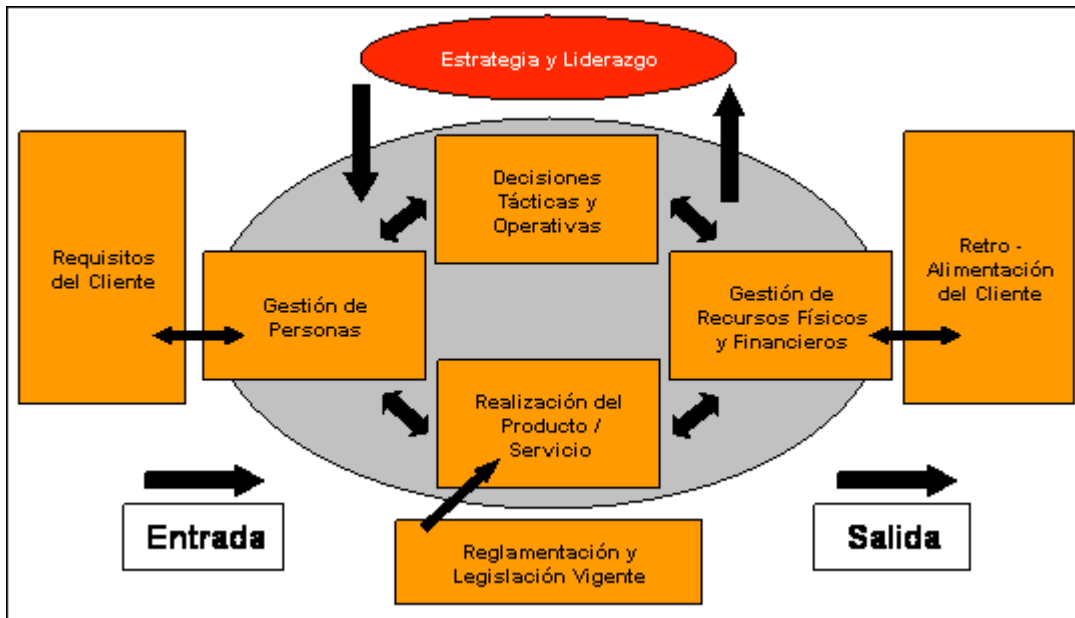 Estrategia y Liderazgo
Decisiones
Tácticas y
Operativas
Requisitos
del Cliente
Gestión de
Personas
Gestión de
Recursos Físicos
y Financieros
Retro -
Alimentación
del Cliente
Realización del
Producto /
Servicio
Entrada
Reglamentación y
Legislación Vigente
Salida